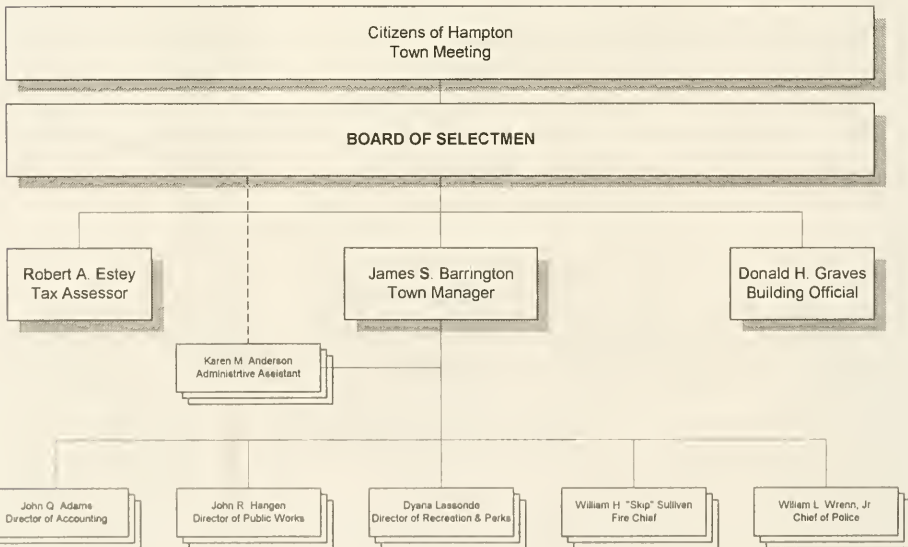 Citizens of Hampton
Town Meeting
BOARD OF SELECTMEN
Robert A. Estey
Tax Assessor
James S. Barrington
Town Manager
Donald H. Graves
Building Official
Karen M. Anderson
Administrtive Assistant
John Q. Adams
Director of Accounting
John R. Hangen
Director of Public Works
Dyana Lassonde
Director of Recreation & Parks
William H "Skip" Sullivan
Fire Chief
William L. Wrenn, Jr
Chief of Police